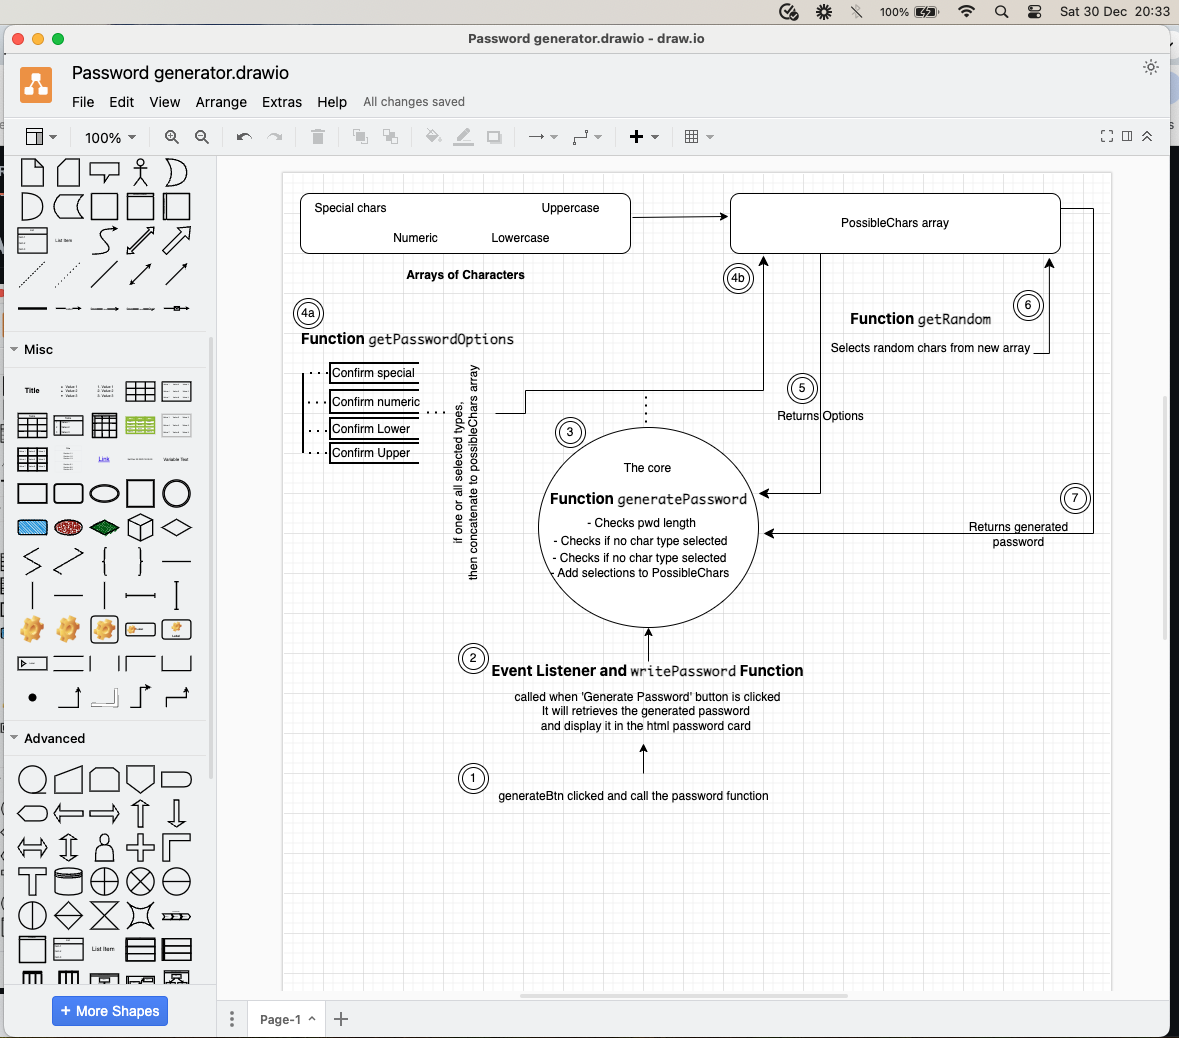 100%
Sat 30 Dec 20:33
Password generator.drawio - draw.io
Password generator.drawio
File Edit View Arrange Extras Help All changes saved
100%
List Item
Misc
Title
Link
Variable Text
Advanced
List Item
+ More Shapes
Page-1
Special chars
Uppercase
Numeric
Lowercase
PossibleChars array
Arrays of Characters
4a
Function getPasswordOptions
Confirm special
Confirm numeric
Confirm Lower
Confirm Upper
if one or all selected types,
then concatenate to possibleChars array
4b
6
Function getRandom
Selects random chars from new array
5
Returns Options
3
The core
Function generatePassword
- Checks pwd length
- Checks if no char type selected
- Checks if no char type selected
- Add selections to PossibleChars
7
Returns generated
password
2
Event Listener and writePassword Function
called when 'Generate Password' button is clicked
It will retrieves the generated password
and display it in the html password card
1
generateBtn clicked and call the password function